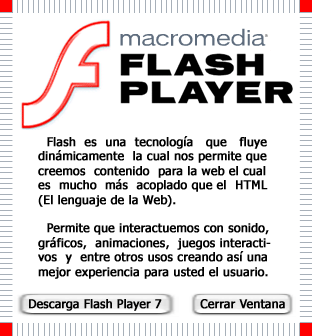 macromedia®
FLASH
PLAYER
Flash es una tecnología que fluye
dinámicamente la cual nos permite que
creemos contenido para la web el cual
es mucho más acoplado que el HTML
(El lenguaje de la Web).
Permite que interactuemos con sonido,
gráficos, animaciones, juegos interacti-
vos y entre otros usos creando así una
mejor experiencia para usted el usuario.
Descarga Flash Player 7 Cerrar Ventana